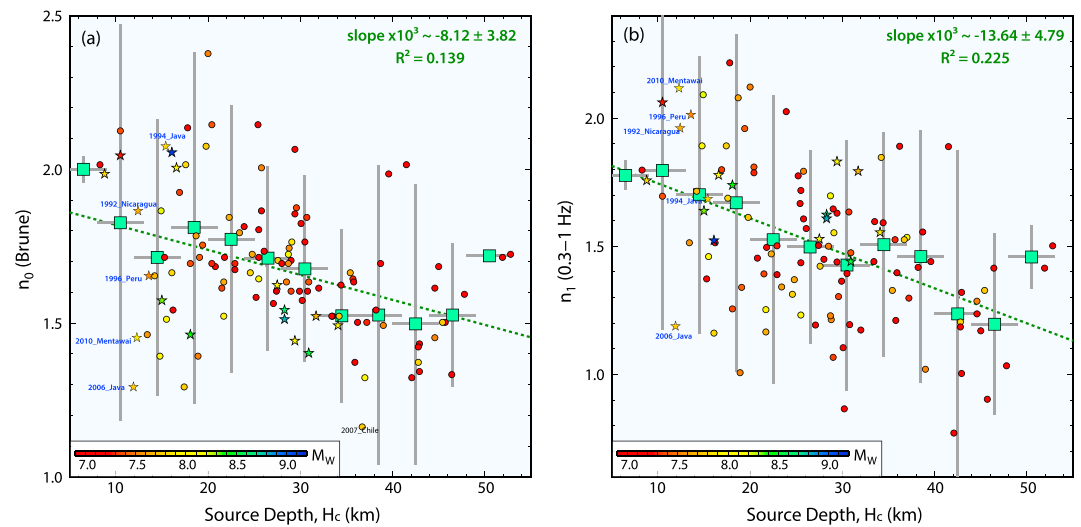 (a)
slope x10³ ~ -8.12 ± 3.82
R² = 0.139
2.5
2.0
1.5
1.0
n₀ (Brune)
1994_Java
1992_Nicaragua
1996_Peru
2010_Mentawai
2006_Java
2007_Chile
7.0 7.5 8.0 8.5 9.0 Mw
10 20 30 40 50
Source Depth, Hc (km)
(b)
slope x10³ ~ -13.64 ± 4.79
R² = 0.225
2.0
1.5
1.0
n₁ (0.3−1 Hz)
2010_Mentawai
1996_Peru
1992_Nicaragua
1994_Java
2006_Java
7.0 7.5 8.0 8.5 9.0 Mw
10 20 30 40 50
Source Depth, Hc (km)